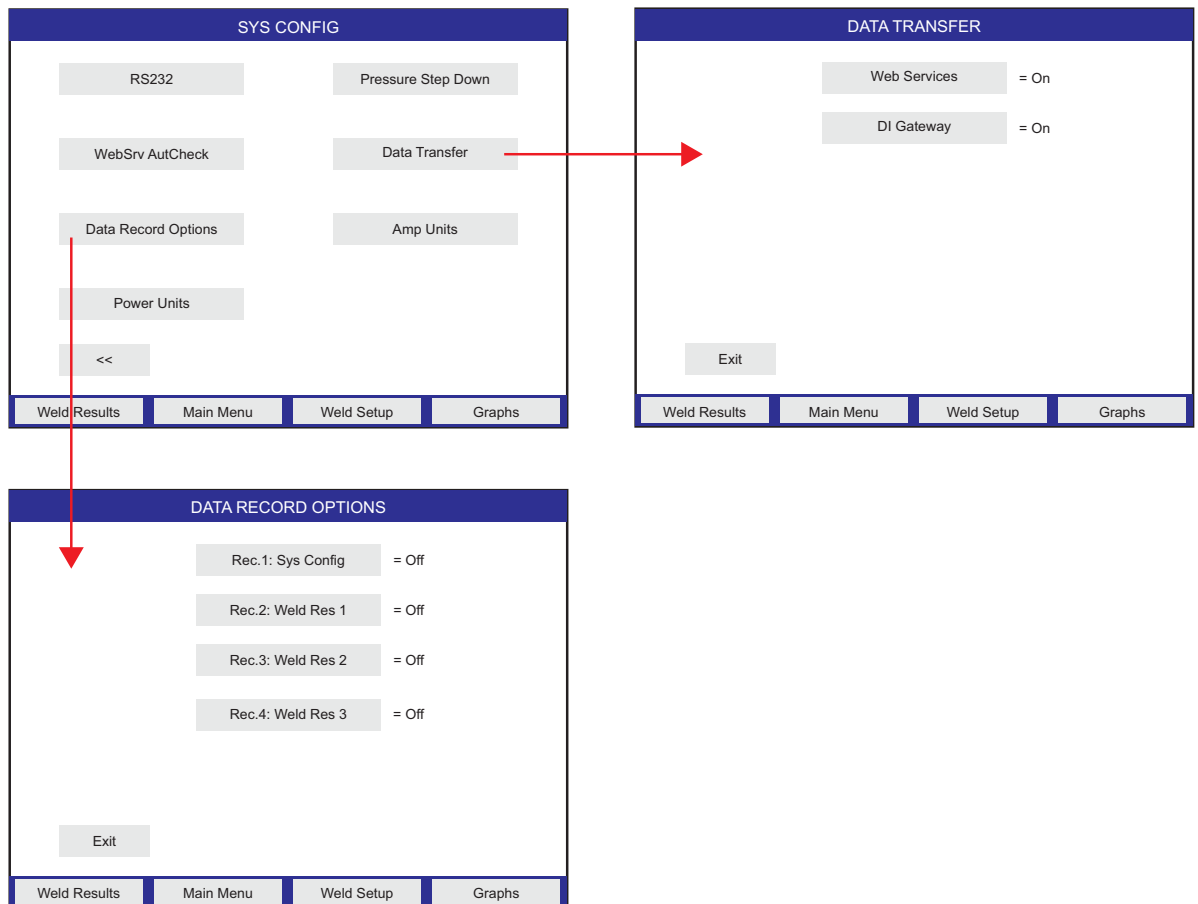 SYS CONFIG
RS232
Pressure Step Down
WebSrv AutCheck
Data Transfer
Data Record Options
Amp Units
Power Units
<<
Weld Results
Main Menu
Weld Setup
Graphs
DATA TRANSFER
Web Services = On
DI Gateway = On
Exit
Weld Results
Main Menu
Weld Setup
Graphs
DATA RECORD OPTIONS
Rec.1: Sys Config = Off
Rec.2: Weld Res 1 = Off
Rec.3: Weld Res 2 = Off
Rec.4: Weld Res 3 = Off
Exit
Weld Results
Main Menu
Weld Setup
Graphs